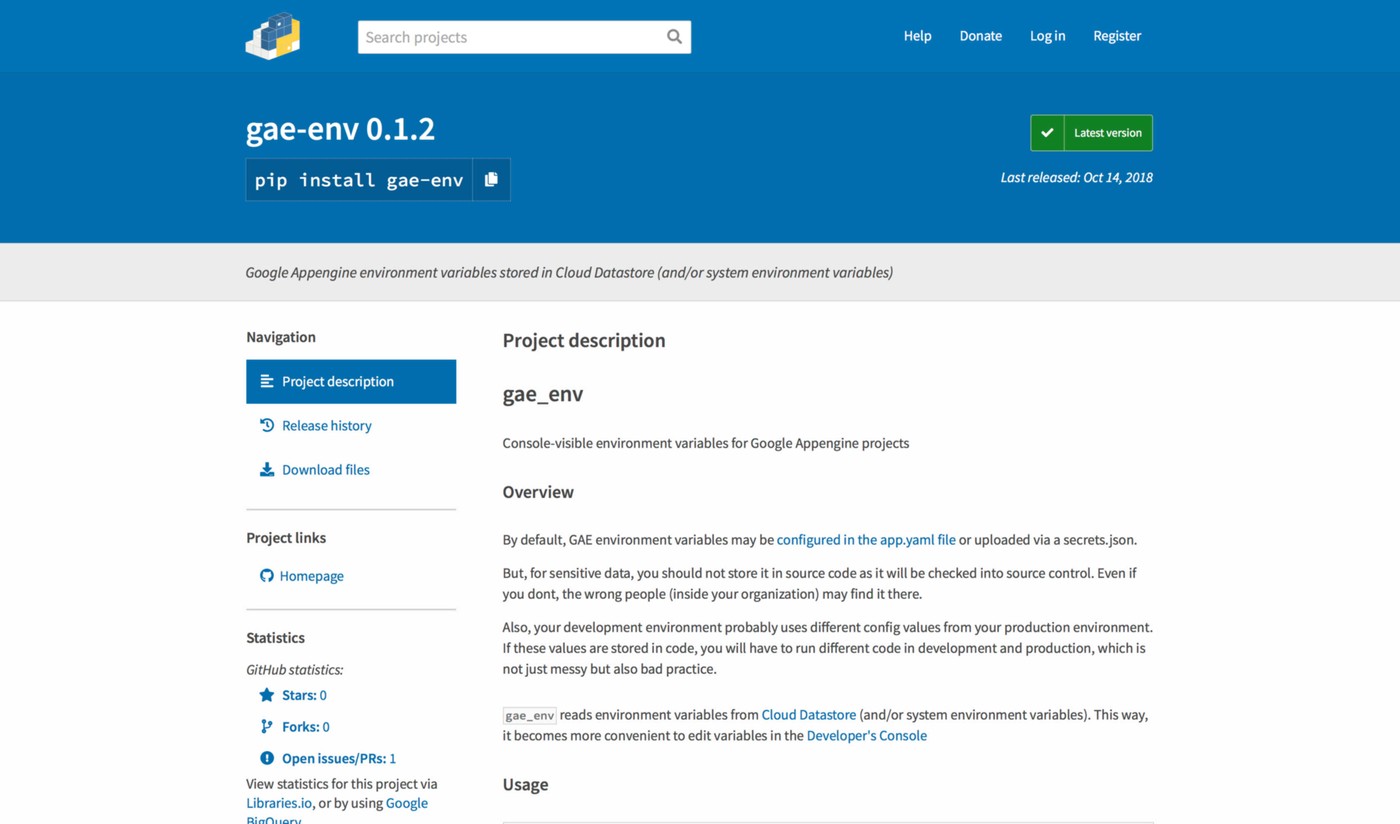 Search projects
Help
Donate
Log in
Register
gae-env 0.1.2
pip install gae-env
Latest version
Last released: Oct 14, 2018
Google Appengine environment variables stored in Cloud Datastore (and/or system environment variables)
Navigation
Project description
Release history
Download files
Project links
Homepage
Statistics
GitHub statistics:
Stars: 0
Forks: 0
Open issues/PRs: 1
View statistics for this project via
Libraries.io, or by using Google
BigQuery
Project description
gae_env
Console-visible environment variables for Google Appengine projects
Overview
By default, GAE environment variables may be configured in the app.yaml file or uploaded via a secrets.json.
But, for sensitive data, you should not store it in source code as it will be checked into source control. Even if
you dont, the wrong people (inside your organization) may find it there.
Also, your development environment probably uses different config values from your production environment.
If these values are stored in code, you will have to run different code in development and production, which is
not just messy but also bad practice.
gae_env reads environment variables from Cloud Datastore (and/or system environment variables). This way,
it becomes more convenient to edit variables in the Developer's Console
Usage